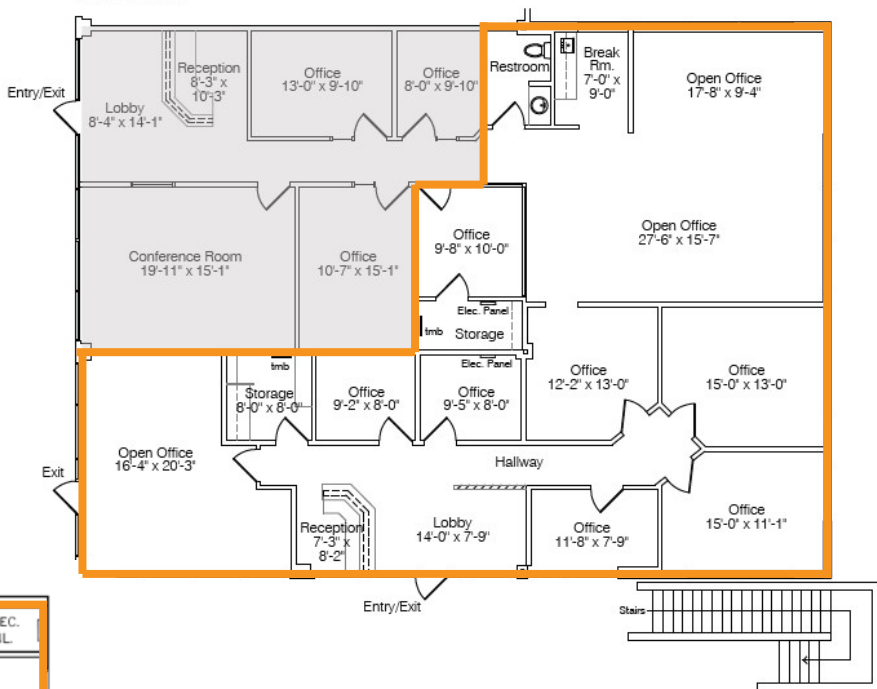 Entry/Exit
Lobby
8'-4" x 14'-1"
Reception
8'-3" x
10'-3"
Office
13'-0" x 9'-10"
Office
8'-0" x 9'-10"
Restroom
Break
Rm.
7'-0" x
9'-0"
Open Office
17'-8" x 9'-4"
Open Office
27'-6" x 15'-7"
Conference Room
19'-11" x 15'-1"
Office
10'-7" x 15'-1"
Office
9'-8" x 10'-0"
Elec. Panel
tmb
Storage
tmb
Storage
8'-0" x 8'-0"
Office
9'-2" x 8'-0"
Elec. Panel
Office
9'-5" x 8'-0"
Office
12'-2" x 13'-0"
Office
15'-0" x 13'-0"
Open Office
16'-4" x 20'-3"
Exit
Hallway
Reception
7'-3" x
8'-2"
Lobby
14'-0" x 7'-9"
Office
11'-8" x 7'-9"
Office
15'-0" x 11'-1"
Entry/Exit
Stairs
EC.